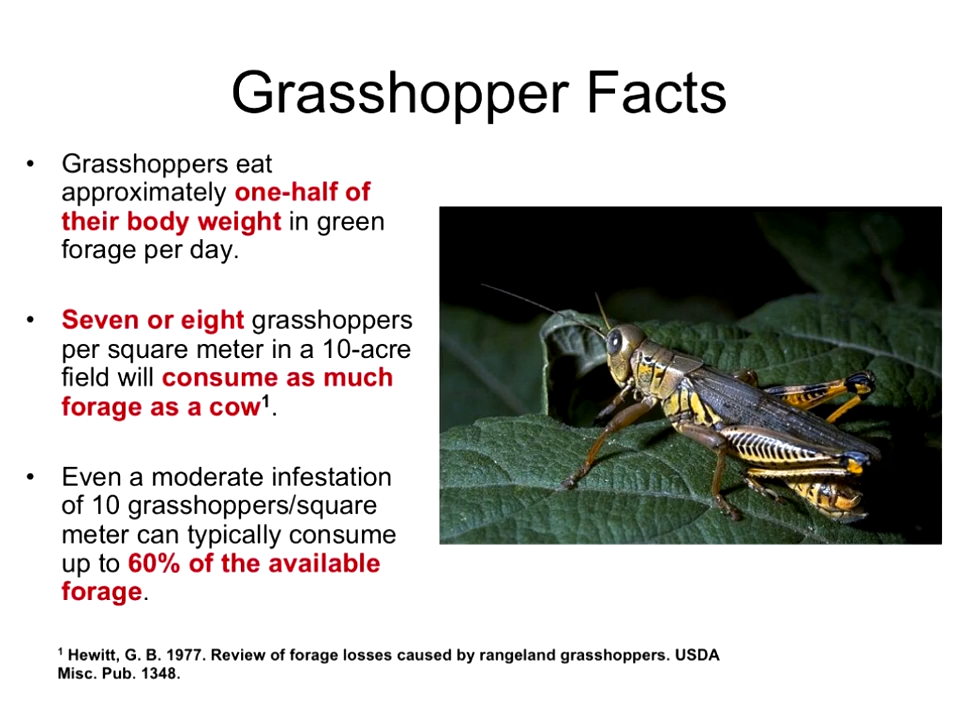 Grasshopper Facts
• Grasshoppers eat
approximately one-half of
their body weight in green
forage per day.
• Seven or eight grasshoppers
per square meter in a 10-acre
field will consume as much
forage as a cow¹.
• Even a moderate infestation
of 10 grasshoppers/square
meter can typically consume
up to 60% of the available
forage.
¹ Hewitt, G. B. 1977. Review of forage losses caused by rangeland grasshoppers. USDA
Misc. Pub. 1348.